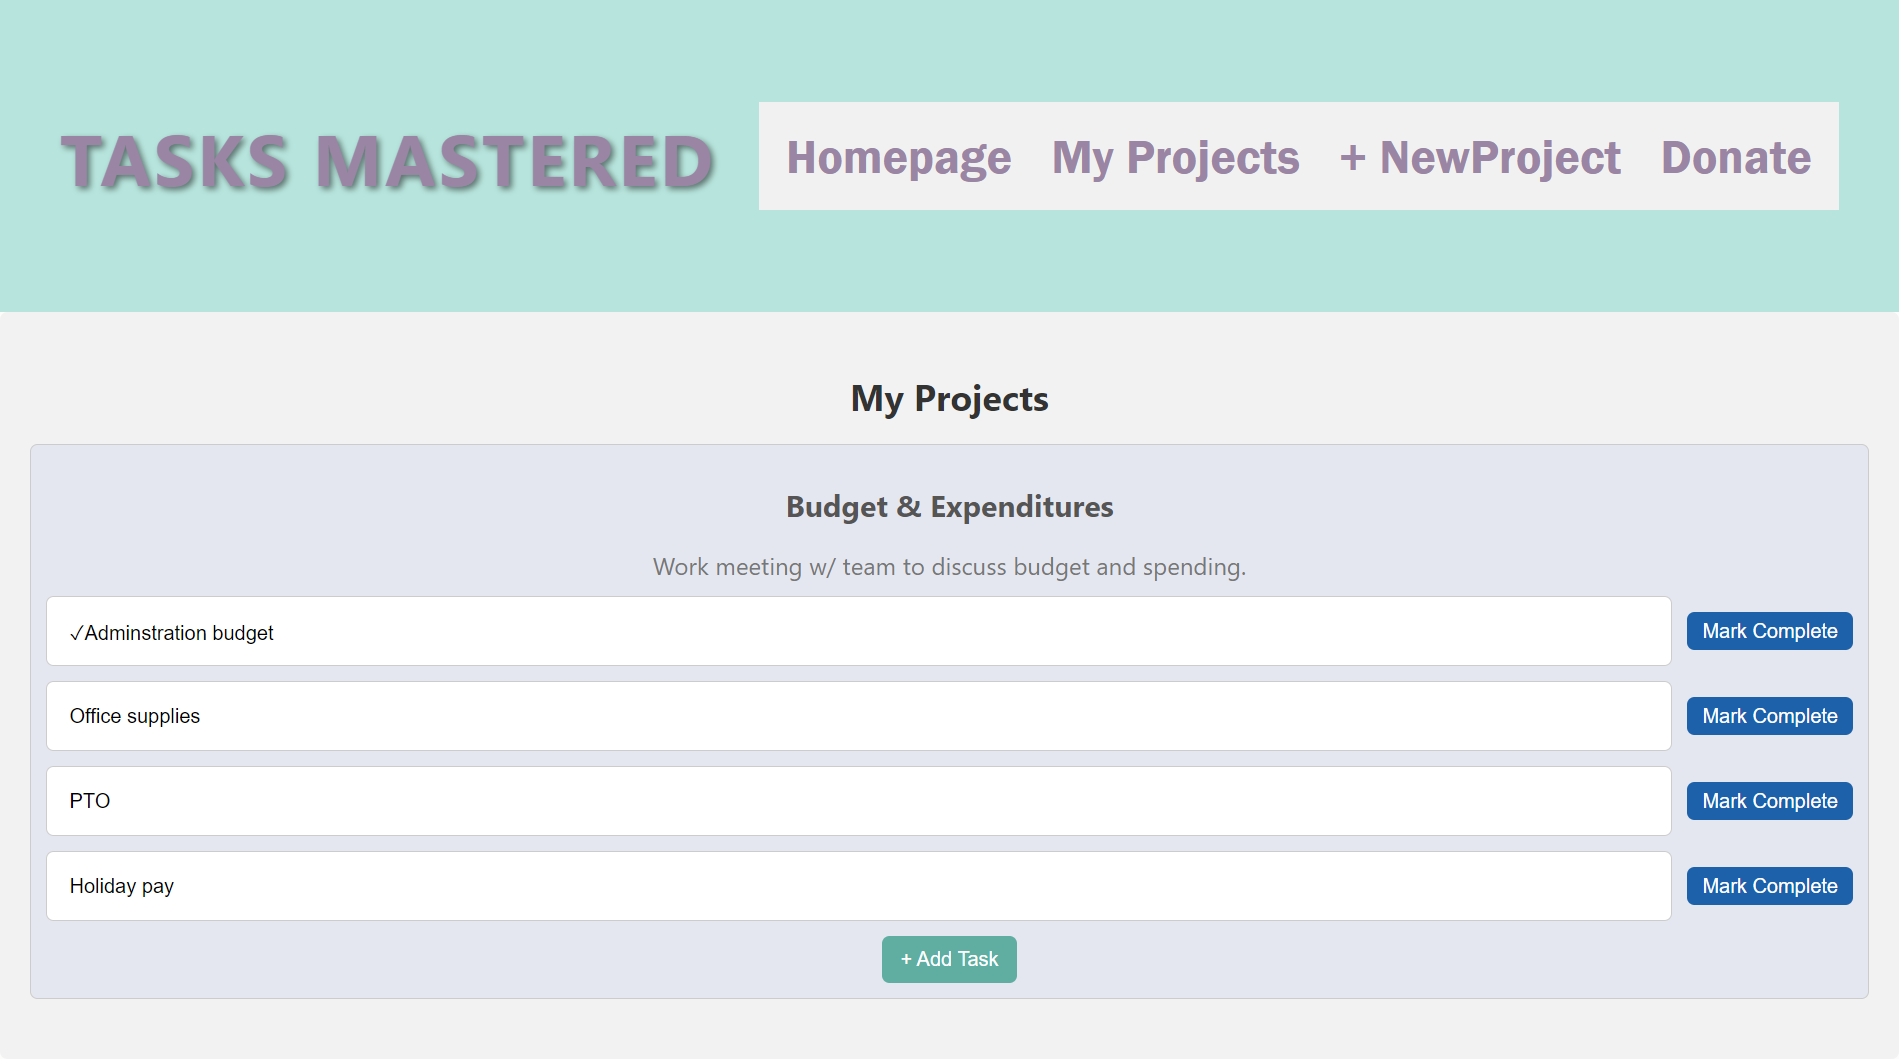 TASKS MASTERED
Homepage My Projects + NewProject Donate
My Projects
Budget & Expenditures
Work meeting w/ team to discuss budget and spending.
✓Adminstration budget Mark Complete
Office supplies Mark Complete
PTO Mark Complete
Holiday pay Mark Complete
+ Add Task